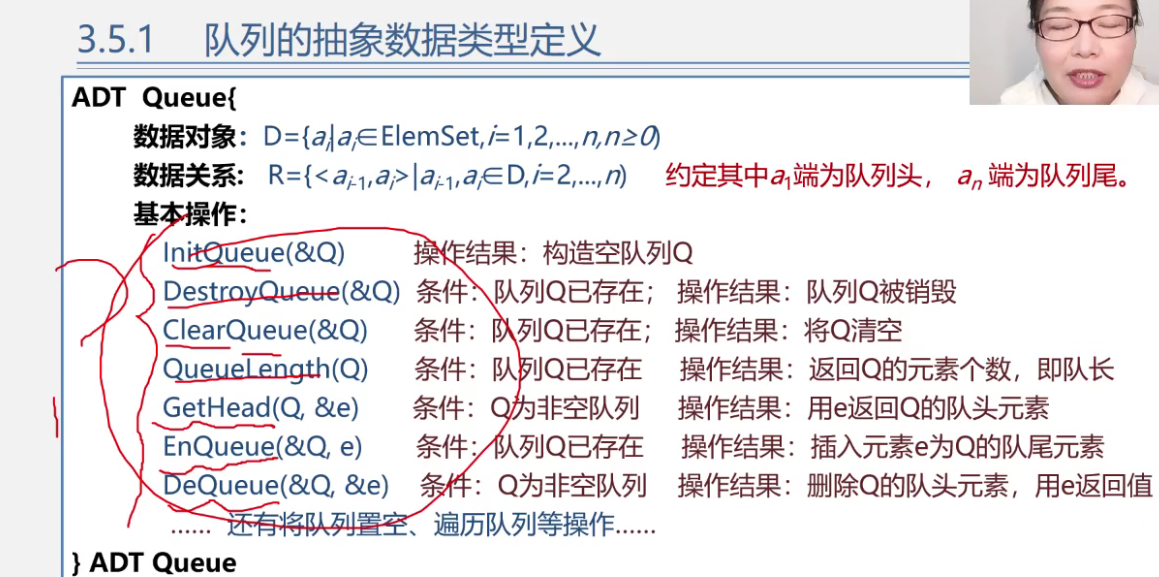 3.5.1 队列的抽象数据类型定义
ADT Queue{
数据对象：D={aᵢ|aᵢ∈ElemSet,i=1,2,...,n,n≥0}
数据关系：R={<aᵢ₋₁,aᵢ>|aᵢ₋₁,aᵢ∈D,i=2,...,n} 约定其中a₁端为队列头， aₙ 端为队列尾。
基本操作：
InitQueue(&Q) 操作结果：构造空队列Q
DestroyQueue(&Q) 条件：队列Q已存在； 操作结果：队列Q被销毁
ClearQueue(&Q) 条件：队列Q已存在； 操作结果：将Q清空
QueueLength(Q) 条件：队列Q已存在 操作结果：返回Q的元素个数，即队长
GetHead(Q, &e) 条件：Q为非空队列 操作结果：用e返回Q的队头元素
EnQueue(&Q, e) 条件：队列Q已存在 操作结果：插入元素e为Q的队尾元素
DeQueue(&Q, &e) 条件：Q为非空队列 操作结果：删除Q的队头元素，用e返回值
...... 还有将队列置空、遍历队列等操作......
} ADT Queue